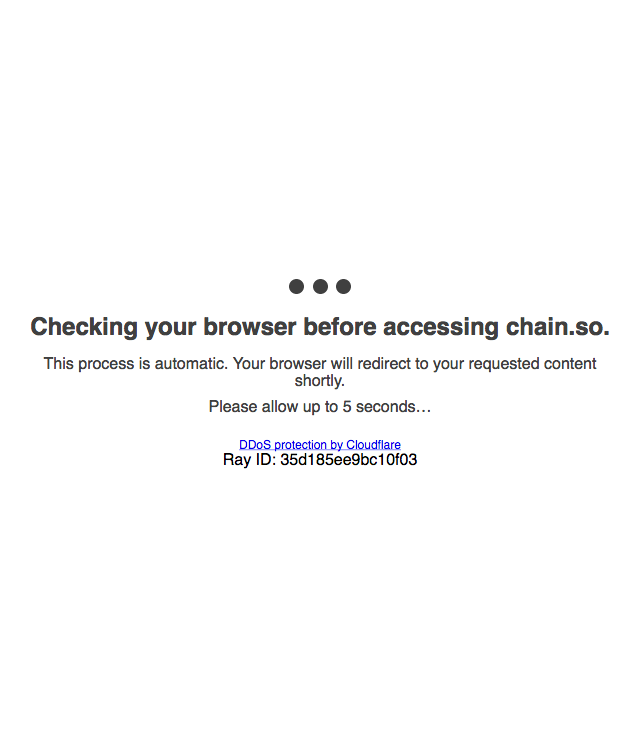 Checking your browser before accessing chain.so.
This process is automatic. Your browser will redirect to your requested content
shortly.
Please allow up to 5 seconds…
DDoS protection by Cloudflare
Ray ID: 35d185ee9bc10f03